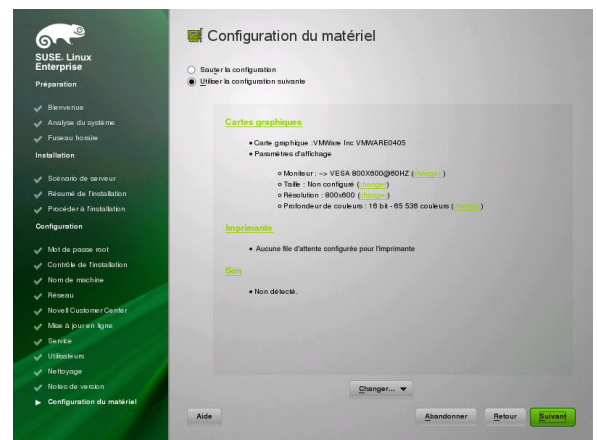 SUSE. Linux
Enterprise
Préparation
Bienvenue
Analyse du système
Fuseau horaire
Installation
Scénario de serveur
Résumé de l'installation
Procéder à l'installation
Configuration
Mot de passe root
Contrôle de l'installation
Nom de machine
Réseau
Novell Customer Center
Mise à jour en ligne
Service
Utilisateurs
Nettoyage
Notes de version
Configuration du matériel
Configuration du matériel
Sauter la configuration
Utiliser la configuration suivante
Cartes graphiques
• Carte graphique :VMWare Inc VMWARE0405
• Paramètres d'affichage
Moniteur : --> VESA 800X600@60HZ (changer)
Taille : Non configuré (changer)
Résolution : 800x600 (changer)
Profondeur de couleurs : 16 bit - 65 536 couleurs (changer)
Imprimante
• Aucune file d'attente configurée pour l'imprimante
Son
• Non détecté.
Changer...
Aide
Abandonner
Retour
Suivant